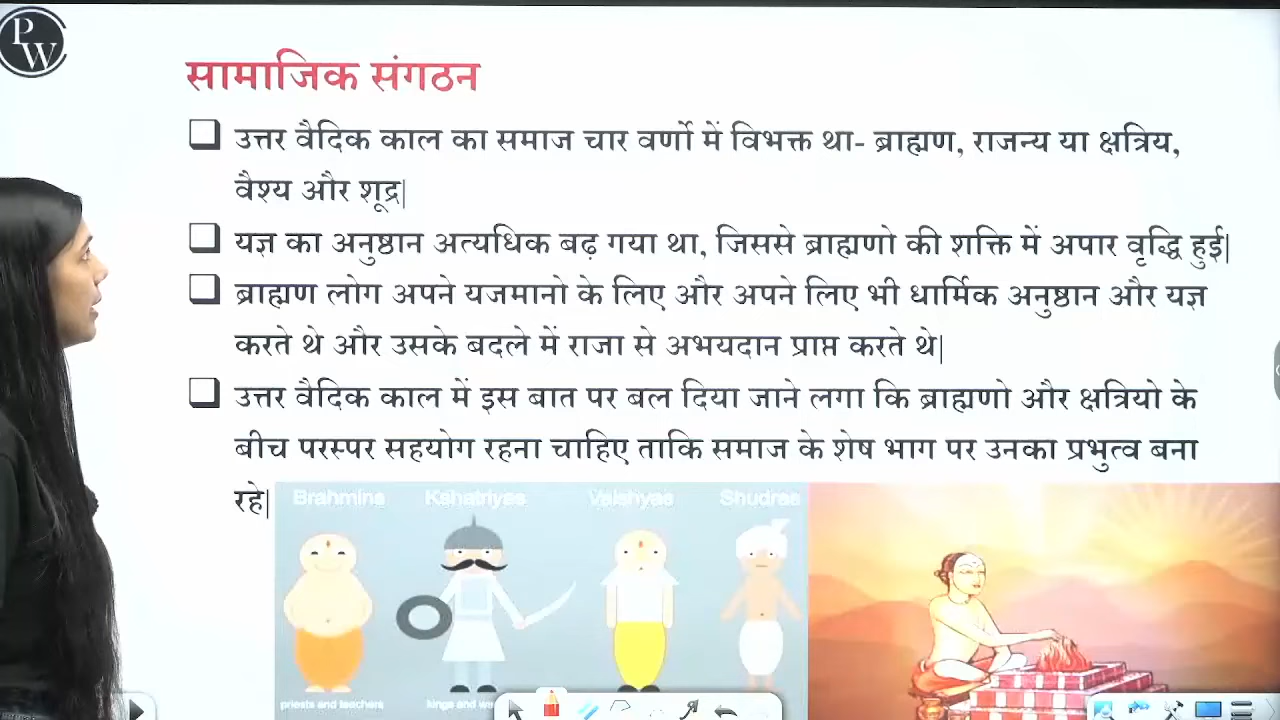 PW
सामाजिक संगठन
उत्तर वैदिक काल का समाज चार वर्णो में विभक्त था- ब्राह्मण, राजन्य या क्षत्रिय,
वैश्य और शूद्र|
यज्ञ का अनुष्ठान अत्यधिक बढ़ गया था, जिससे ब्राह्मणो की शक्ति में अपार वृद्धि हुई|
ब्राह्मण लोग अपने यजमानो के लिए और अपने लिए भी धार्मिक अनुष्ठान और यज्ञ
करते थे और उसके बदले में राजा से अभयदान प्राप्त करते थे|
उत्तर वैदिक काल में इस बात पर बल दिया जाने लगा कि ब्राह्मणो और क्षत्रियो के
बीच परस्पर सहयोग रहना चाहिए ताकि समाज के शेष भाग पर उनका प्रभुत्व बना
रहे|
Brahmins Kshatriyas Vaishyas Shudras
priests and teachers kings and